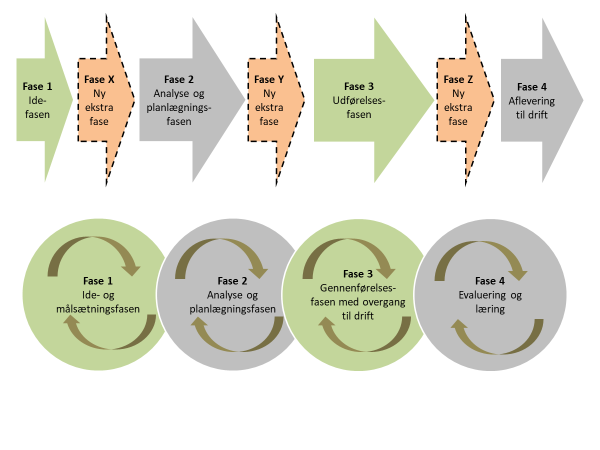 Fase 1
Ide-
fasen
Fase X
Ny
ekstra
fase
Fase 2
Analyse og
planlægnings-
fasen
Fase Y
Ny
ekstra
fase
Fase 3
Udførelses-
fasen
Fase Z
Ny
ekstra
fase
Fase 4
Aflevering
til drift
Fase 1
Ide- og
målsætningsfasen
Fase 2
Analyse og
planlægningsfasen
Fase 3
Gennenførelses-
fasen med overgang
til drift
Fase 4
Evaluering og
læring